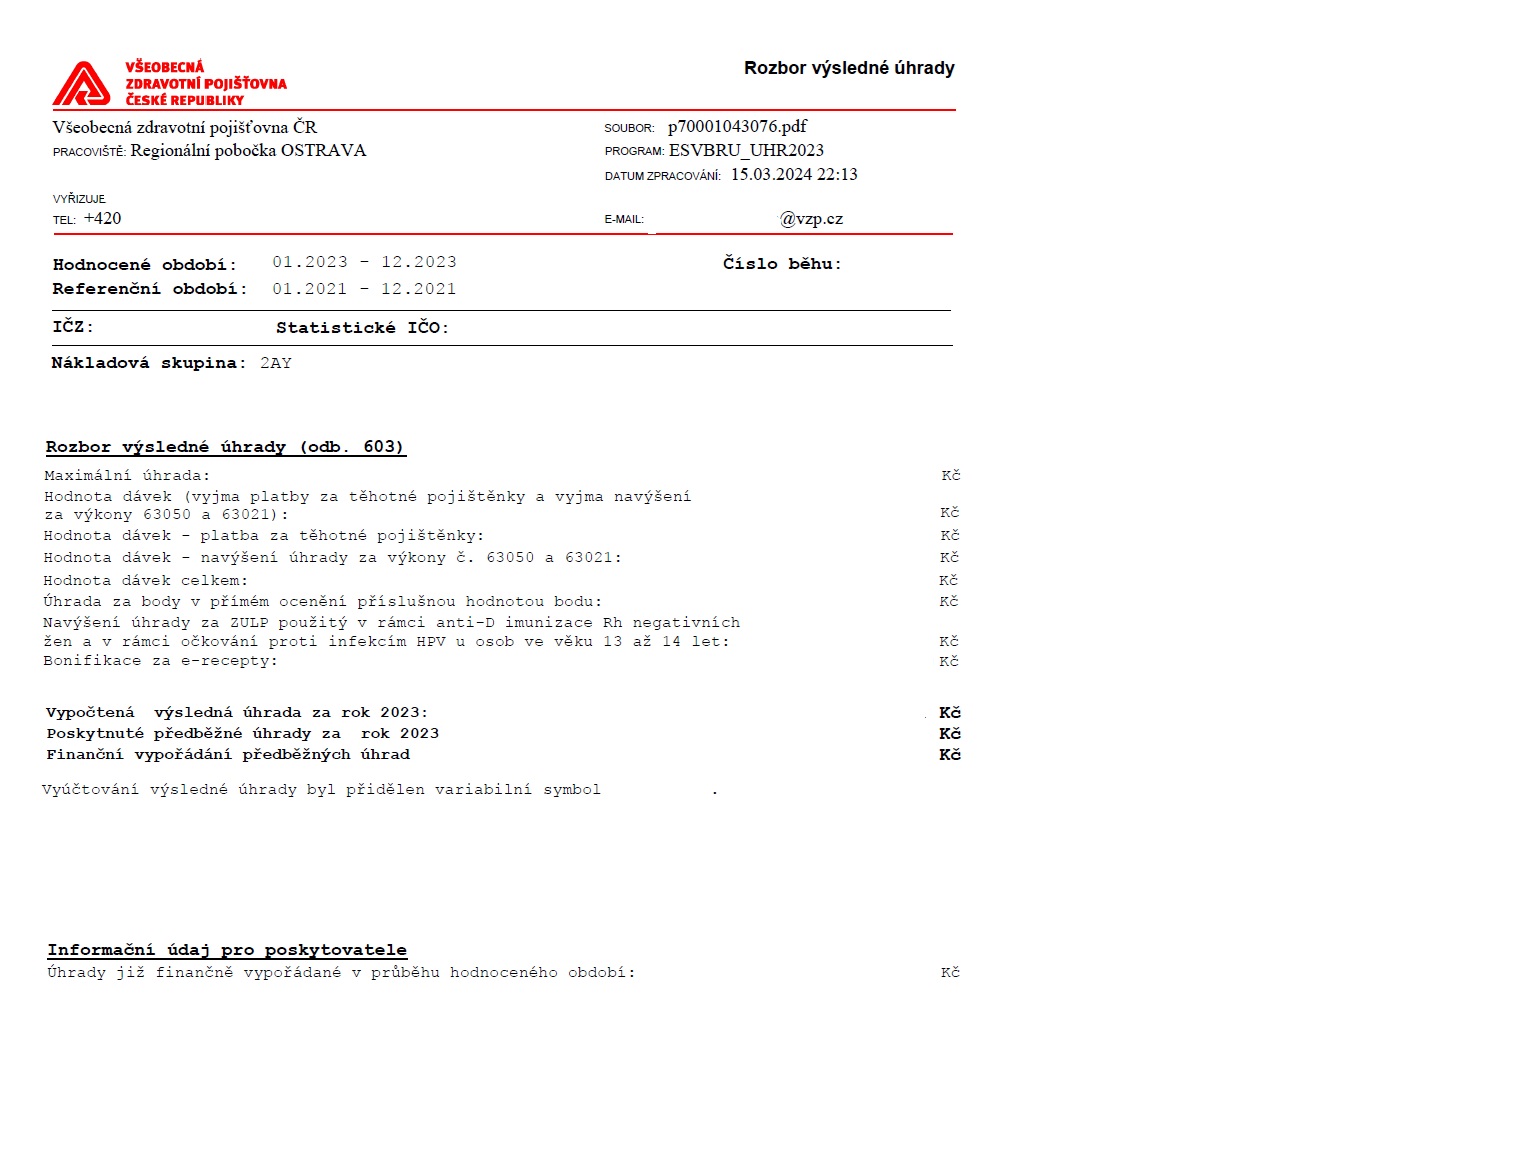 VŠEOBECNÁ
ZDRAVOTNÍ POJIŠŤOVNA
ČESKÉ REPUBLIKY
Rozbor výsledné úhrady
Všeobecná zdravotní pojišťovna ČR
SOUBOR: p70001043076.pdf
PRACOVIŠTĚ: Regionální pobočka OSTRAVA
PROGRAM: ESVBRU_UHR2023
DATUM ZPRACOVÁNÍ: 15.03.2024 22:13
VYŘIZUJE
TEL: +420
E-MAIL: @vzp.cz
Hodnocené období: 01.2023 - 12.2023
Číslo běhu:
Referenční období: 01.2021 - 12.2021
IČZ: Statistické IČO:
Nákladová skupina: 2AY
Rozbor výsledné úhrady (odb. 603)
Maximální úhrada: Kč
Hodnota dávek (vyjma platby za těhotné pojištěnky a vyjma navýšení
za výkony 63050 a 63021): Kč
Hodnota dávek - platba za těhotné pojištěnky: Kč
Hodnota dávek - navýšení úhrady za výkony č. 63050 a 63021: Kč
Hodnota dávek celkem: Kč
Úhrada za body v přímém ocenění příslušnou hodnotou bodu: Kč
Navýšení úhrady za ZULP použitý v rámci anti-D imunizace Rh negativních
žen a v rámci očkování proti infekcím HPV u osob ve věku 13 až 14 let: Kč
Bonifikace za e-recepty: Kč
Vypočtená výsledná úhrada za rok 2023: Kč
Poskytnuté předběžné úhrady za rok 2023 Kč
Finanční vypořádání předběžných úhrad Kč
Vyúčtování výsledné úhrady byl přidělen variabilní symbol .
Informační údaj pro poskytovatele
Úhrady již finančně vypořádané v průběhu hodnoceného období: Kč